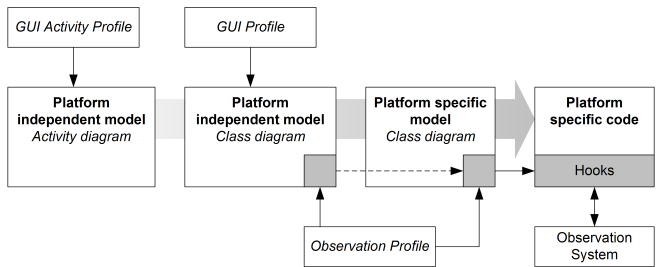 GUI Activity Profile
GUI Profile
Platform
independent model
Activity diagram
Platform
independent model
Class diagram
Platform specific
model
Class diagram
Platform
specific code
Hooks
Observation Profile
Observation
System